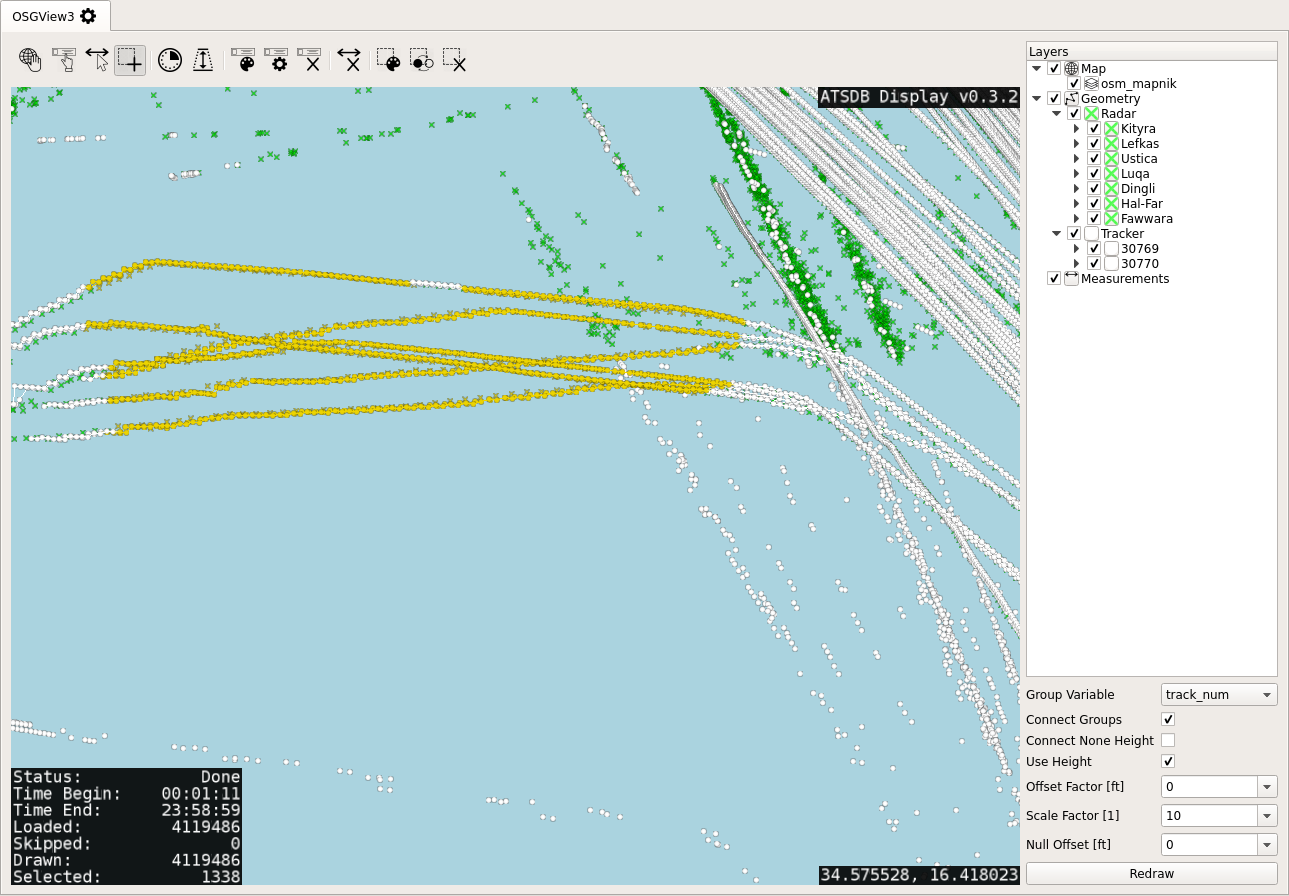 OSGView3
ATSDB Display v0.3.2
Status: Done
Time Begin: 00:01:11
Time End: 23:58:59
Loaded: 4119486
Skipped: 0
Drawn: 4119486
Selected: 1338
34.575528, 16.418023
Layers
Map
osm_mapnik
Geometry
Radar
Kityra
Lefkas
Ustica
Luqa
Dingli
Hal-Far
Fawwara
Tracker
30769
30770
Measurements
Group Variable track_num
Connect Groups
Connect None Height
Use Height
Offset Factor [ft] 0
Scale Factor [1] 10
Null Offset [ft] 0
Redraw